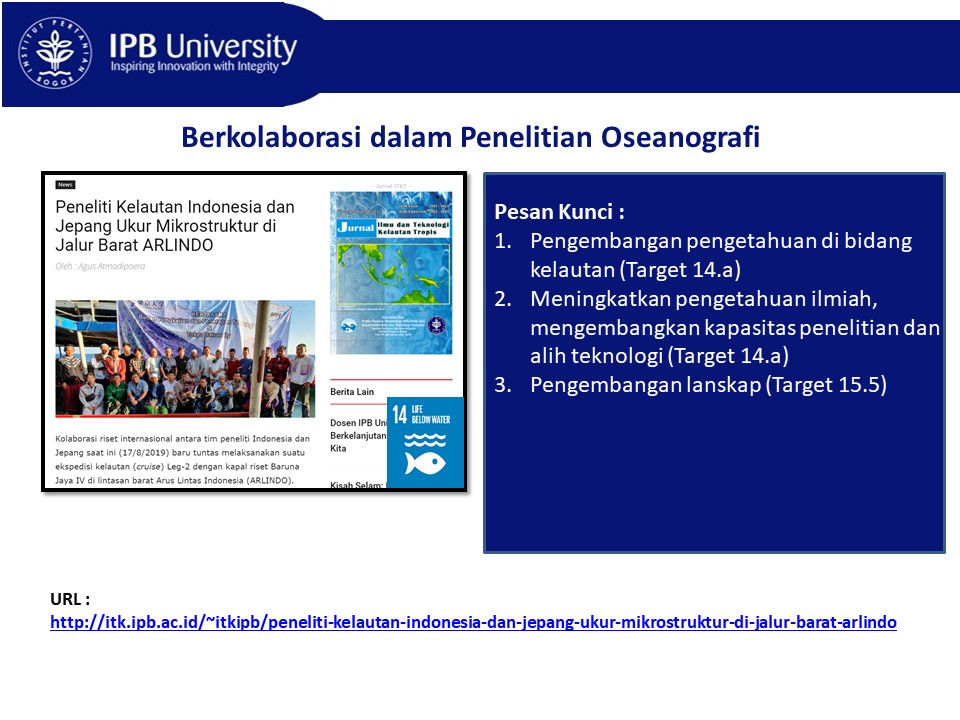 INSTITUT PERTANIAN
BOGOR
IPB University
Inspiring Innovation with Integrity
Berkolaborasi dalam Penelitian Oseanografi
News
Peneliti Kelautan Indonesia dan
Jepang Ukur Mikrostruktur di
Jalur Barat ARLINDO
Oleh : Agus Atmadipoera
Kolaborasi riset internasional antara tim peneliti Indonesia dan
Jepang saat ini (17/8/2019) baru tuntas melaksanakan suatu
ekspedisi kelautan (cruise) Leg-2 dengan kapal riset Baruna
Jaya IV di lintasan barat Arus Lintas Indonesia (ARLINDO).
- Jurnal ITKT -
Jurnal Ilmu dan Teknologi
Kelautan Tropis
Berita Lain
Dosen IPB Uni
Berkelanjutan
Kita
Kisah Selam:
14 LIFE
BELOW WATER
Pesan Kunci :
1. Pengembangan pengetahuan di bidang
kelautan (Target 14.a)
2. Meningkatkan pengetahuan ilmiah,
mengembangkan kapasitas penelitian dan
alih teknologi (Target 14.a)
3. Pengembangan lanskap (Target 15.5)
URL :
http://itk.ipb.ac.id/~itkipb/peneliti-kelautan-indonesia-dan-jepang-ukur-mikrostruktur-di-jalur-barat-arlindo